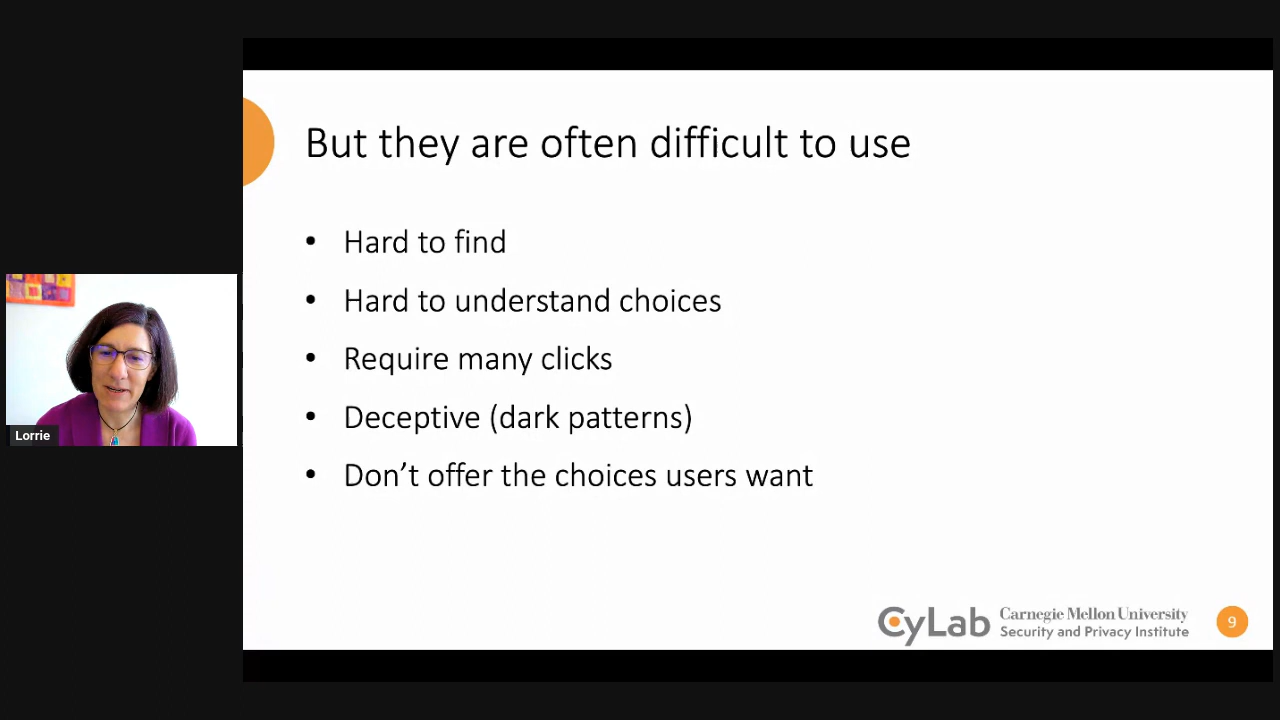 But they are often difficult to use
• Hard to find
• Hard to understand choices
• Require many clicks
• Deceptive (dark patterns)
• Don’t offer the choices users want
Lorrie
CyLab Carnegie Mellon University
Security and Privacy Institute
9